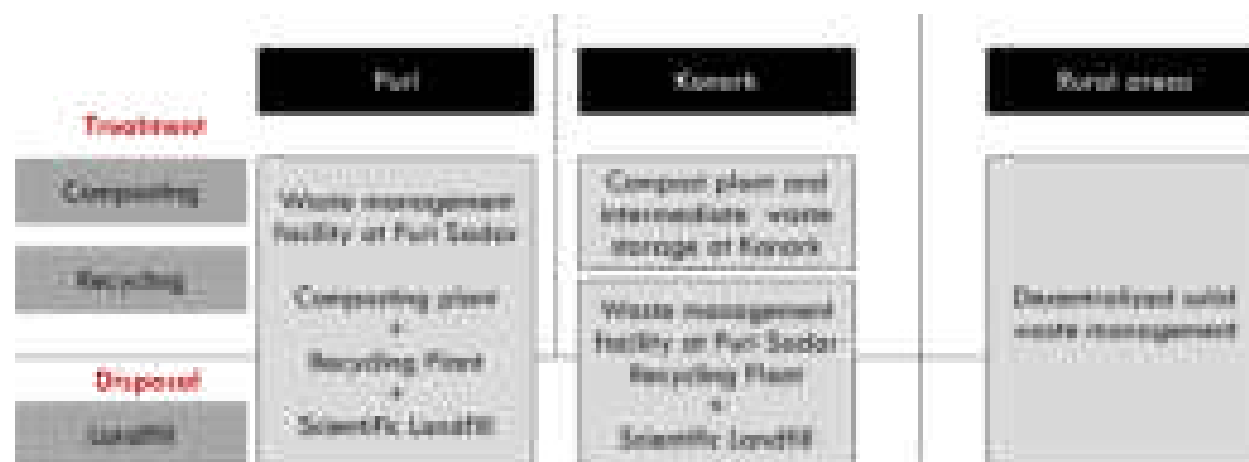 Puri
Konark
Rural areas
Treatment
Composting
Recycling
Disposal
Landfill
Waste management
facility at Puri Sadar
Composting plant
+
Recycling Plant
+
Scientific Landfill
Compost plant and
intermediate waste
storage at Konark
Waste management
facility at Puri Sadar
Recycling Plant
+
Scientific Landfill
Decentralized solid
waste management